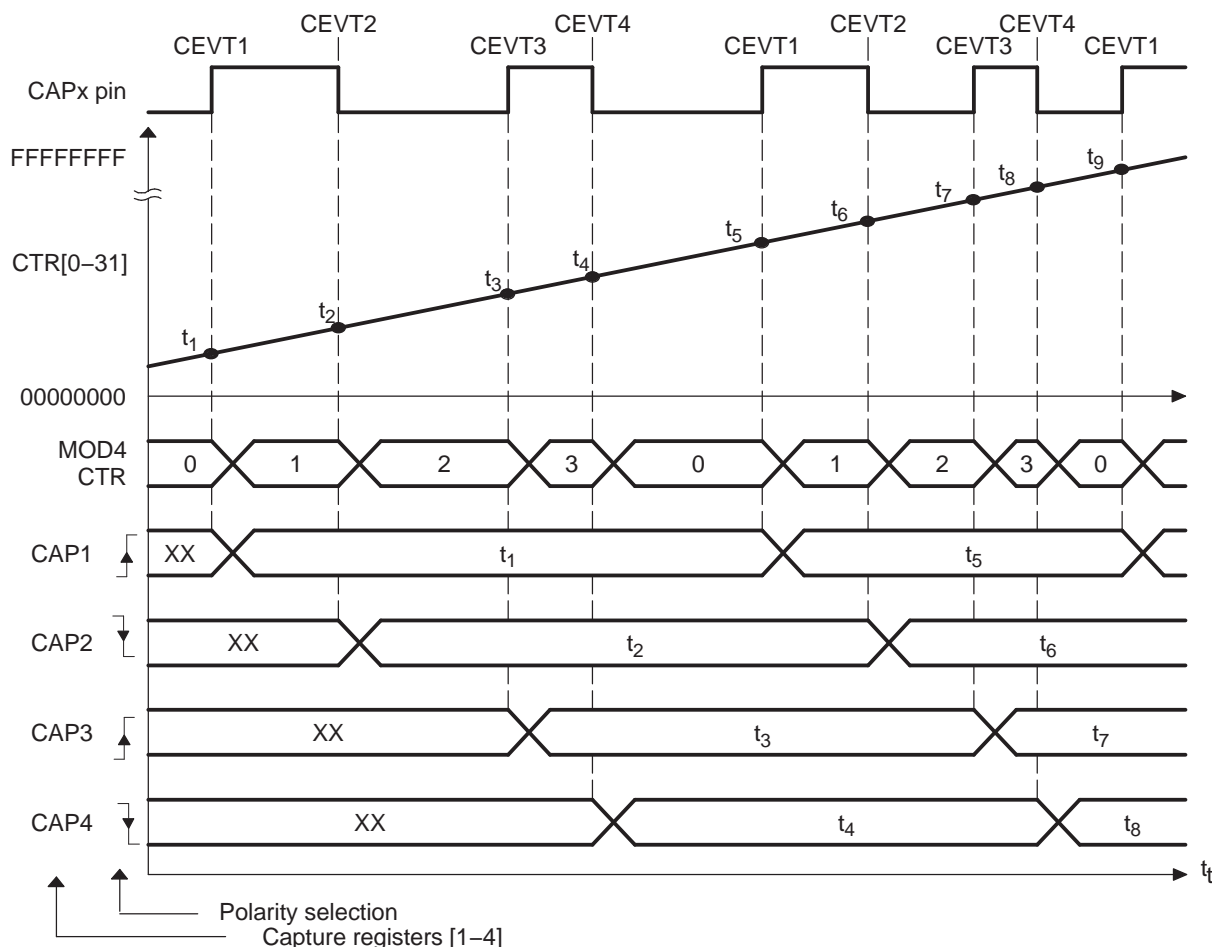 CEVT2 CEVT4 CEVT2 CEVT4
CEVT1 CEVT3 CEVT1 CEVT3 CEVT1
CAPx pin
FFFFFFFF
t9
t8
t7
t6
t5
CTR[0–31]
t4
t3
t2
t1
00000000
MOD4
CTR
0 1 2 3 0 1 2 3 0
CAP1 XX t1 t5
CAP2 XX t2 t6
CAP3 XX t3 t7
CAP4 XX t4 t8
tt
Polarity selection
Capture registers [1–4]